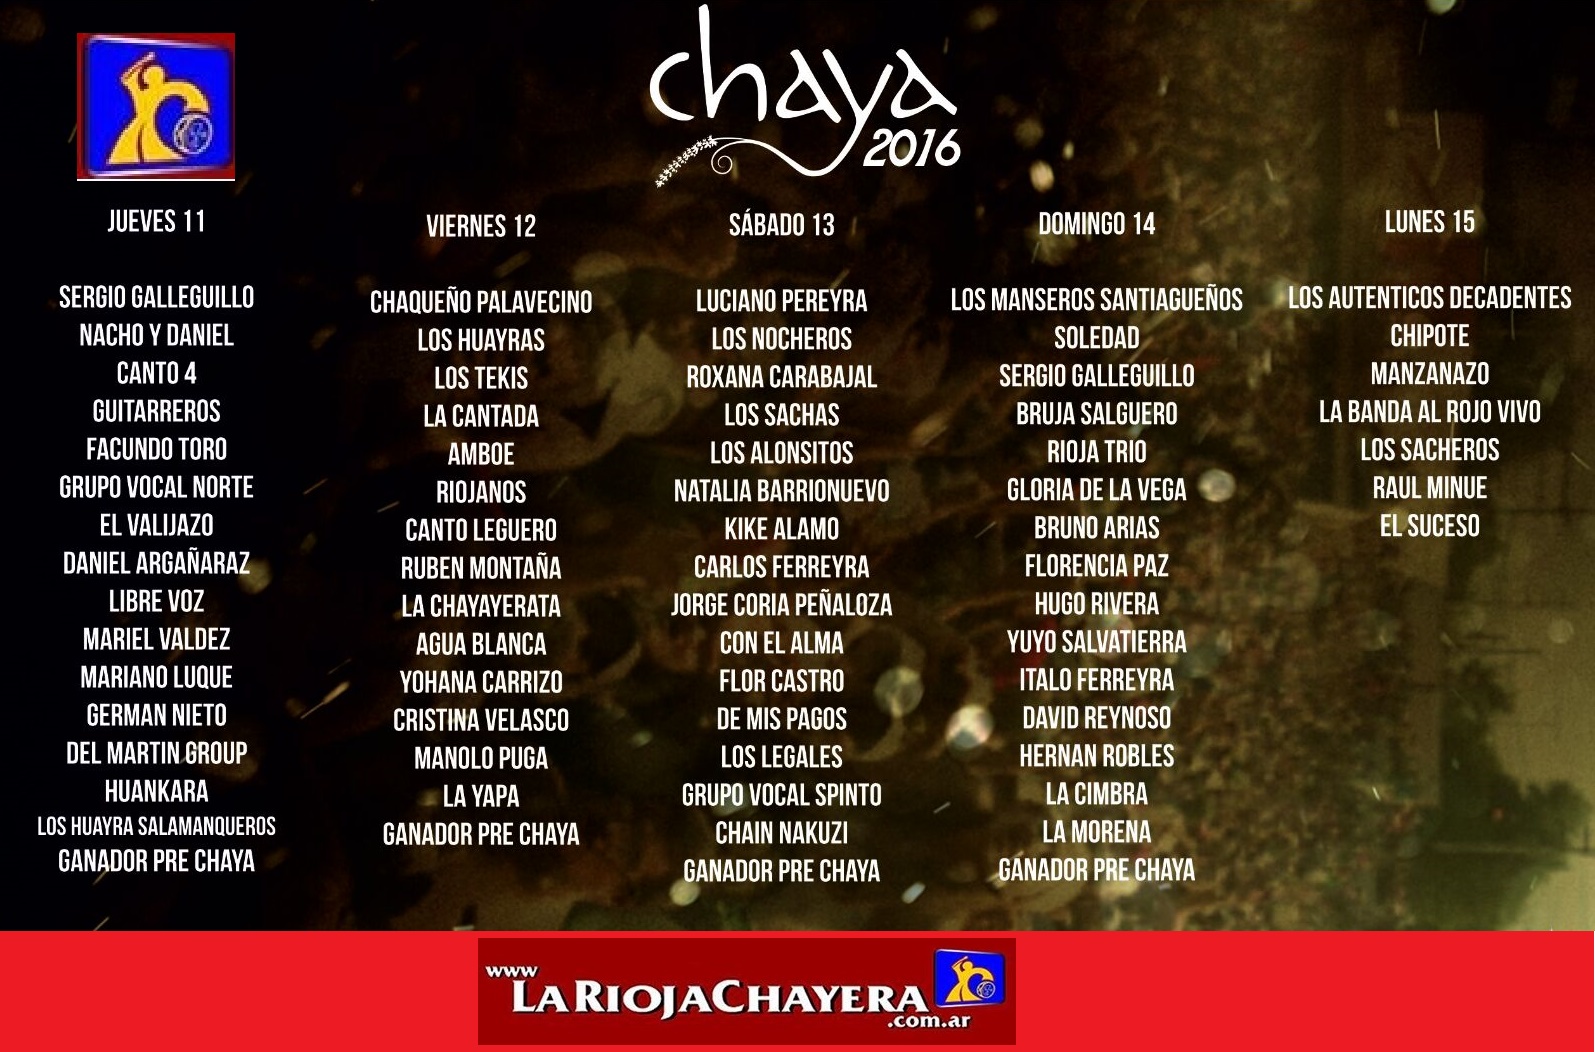 chaya
2016
JUEVES 11
SERGIO GALLEGUILLO
NACHO Y DANIEL
CANTO 4
GUITARREROS
FACUNDO TORO
GRUPO VOCAL NORTE
EL VALIJAZO
DANIEL ARGAÑARAZ
LIBRE VOZ
MARIEL VALDEZ
MARIANO LUQUE
GERMAN NIETO
DEL MARTIN GROUP
HUANKARA
LOS HUAYRA SALAMANQUEROS
GANADOR PRE CHAYA
VIERNES 12
CHAQUEÑO PALAVECINO
LOS HUAYRAS
LOS TEKIS
LA CANTADA
AMBOE
RIOJANOS
CANTO LEGUERO
RUBEN MONTAÑA
LA CHAYAYERATA
AGUA BLANCA
YOHANA CARRIZO
CRISTINA VELASCO
MANOLO PUGA
LA YAPA
GANADOR PRE CHAYA
SÁBADO 13
LUCIANO PEREYRA
LOS NOCHEROS
ROXANA CARABAJAL
LOS SACHAS
LOS ALONSITOS
NATALIA BARRIONUEVO
KIKE ALAMO
CARLOS FERREYRA
JORGE CORIA PEÑALOZA
CON EL ALMA
FLOR CASTRO
DE MIS PAGOS
LOS LEGALES
GRUPO VOCAL SPINTO
CHAIN NAKUZI
GANADOR PRE CHAYA
DOMINGO 14
LOS MANSEROS SANTIAGUEÑOS
SOLEDAD
SERGIO GALLEGUILLO
BRUJA SALGUERO
RIOJA TRIO
GLORIA DE LA VEGA
BRUNO ARIAS
FLORENCIA PAZ
HUGO RIVERA
YUYO SALVATIERRA
ITALO FERREYRA
DAVID REYNOSO
HERNAN ROBLES
LA CIMBRA
LA MORENA
GANADOR PRE CHAYA
LUNES 15
LOS AUTENTICOS DECADENTES
CHIPOTE
MANZANAZO
LA BANDA AL ROJO VIVO
LOS SACHEROS
RAUL MINUE
EL SUCESO
www
LARIOJACHAYERA
.com.ar